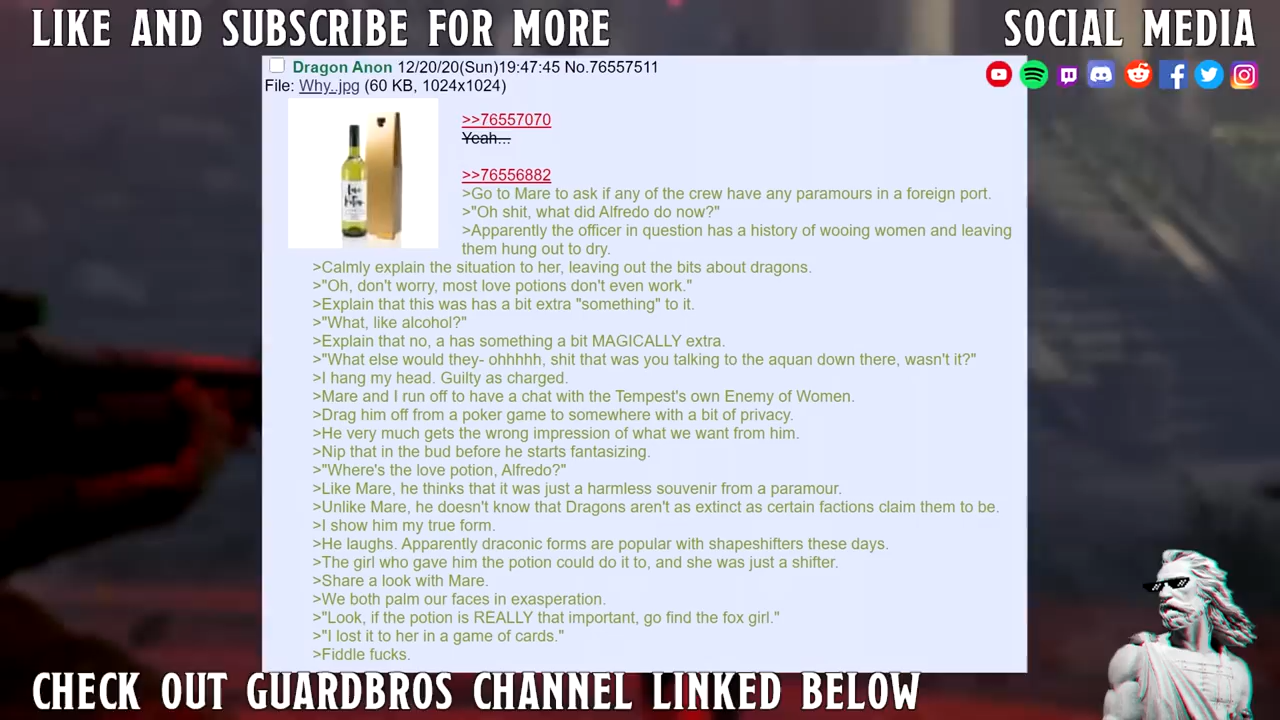 LIKE AND SUBSCRIBE FOR MORE
SOCIAL MEDIA
Dragon Anon 12/20/20(Sun)19:47:45 No.76557511
File: Why..jpg (60 KB, 1024x1024)
>>76557070
Yeah...
>>76556882
>Go to Mare to ask if any of the crew have any paramours in a foreign port.
>"Oh shit, what did Alfredo do now?"
>Apparently the officer in question has a history of wooing women and leaving
them hung out to dry.
>Calmly explain the situation to her, leaving out the bits about dragons.
>"Oh, don't worry, most love potions don't even work."
>Explain that this was has a bit extra "something" to it.
>"What, like alcohol?"
>Explain that no, a has something a bit MAGICALLY extra.
>"What else would they- ohhhhh, shit that was you talking to the aquan down there, wasn't it?"
>I hang my head. Guilty as charged.
>Mare and I run off to have a chat with the Tempest's own Enemy of Women.
>Drag him off from a poker game to somewhere with a bit of privacy.
>He very much gets the wrong impression of what we want from him.
>Nip that in the bud before he starts fantasizing.
>"Where's the love potion, Alfredo?"
>Like Mare, he thinks that it was just a harmless souvenir from a paramour.
>Unlike Mare, he doesn't know that Dragons aren't as extinct as certain factions claim them to be.
>I show him my true form.
>He laughs. Apparently draconic forms are popular with shapeshifters these days.
>The girl who gave him the potion could do it to, and she was just a shifter.
>Share a look with Mare.
>We both palm our faces in exasperation.
>"Look, if the potion is REALLY that important, go find the fox girl."
>"I lost it to her in a game of cards."
>Fiddle fucks.
CHECK OUT GUARDBROS CHANNEL LINKED BELOW